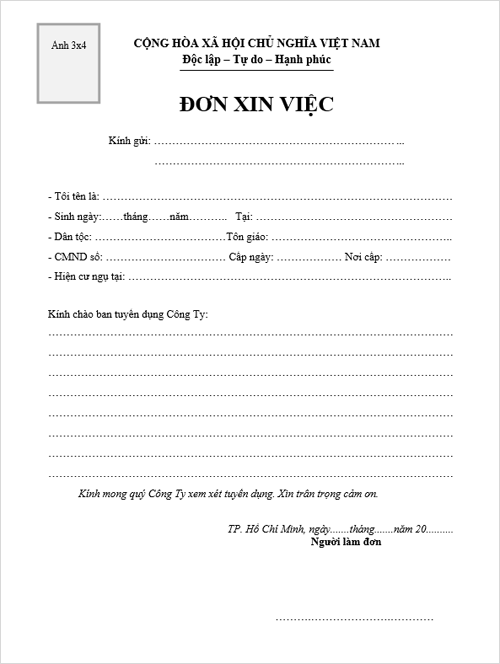 Anh 3x4
CỘNG HÒA XÃ HỘI CHỦ NGHĨA VIỆT NAM
Độc lập – Tự do – Hạnh phúc
ĐƠN XIN VIỆC
Kính gửi: ……………………………………………………………...
……………………………………………………………...
- Tôi tên là: ……………………………………………………………………………
- Sinh ngày:……tháng……năm……….. Tại: ………………………………………………
- Dân tộc: ………………………………Tôn giáo: …………………………………………..
- CMND số: …………………………… Cấp ngày: ……………… Nơi cấp: ………………
- Hiện cư ngụ tại: ……………………………………………………………………………..
Kính chào ban tuyển dụng Công Ty:
……………………………………………………………………………………………
……………………………………………………………………………………………
……………………………………………………………………………………………
……………………………………………………………………………………………
……………………………………………………………………………………………
……………………………………………………………………………………………
……………………………………………………………………………………………
……………………………………………………………………………………………
Kính mong quý Công Ty xem xét tuyển dụng. Xin trân trọng cảm ơn.
TP. Hồ Chí Minh, ngày.......tháng.......năm 20..........
Người làm đơn
……………………………………